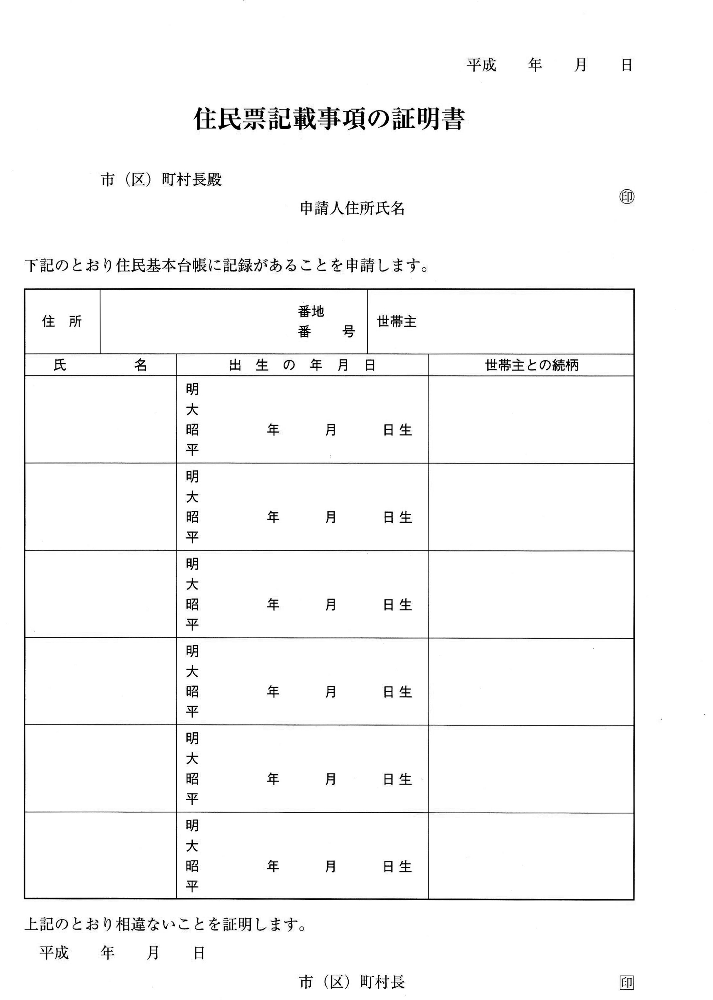 平成　　年　　月　　日
住民票記載事項の証明書
市（区）町村長殿
㊞
申請人住所氏名
下記のとおり住民基本台帳に記録があることを申請します。
住　所　　番地　　世帯主
番　　号
氏　　　　名　　出　生　の　年　月　日　　世帯主との続柄
明
大
昭　　年　　月　　日生
平
明
大
昭　　年　　月　　日生
平
明
大
昭　　年　　月　　日生
平
明
大
昭　　年　　月　　日生
平
明
大
昭　　年　　月　　日生
平
明
大
昭　　年　　月　　日生
平
上記のとおり相違ないことを証明します。
平成　　年　　月　　日
市（区）町村長　　印